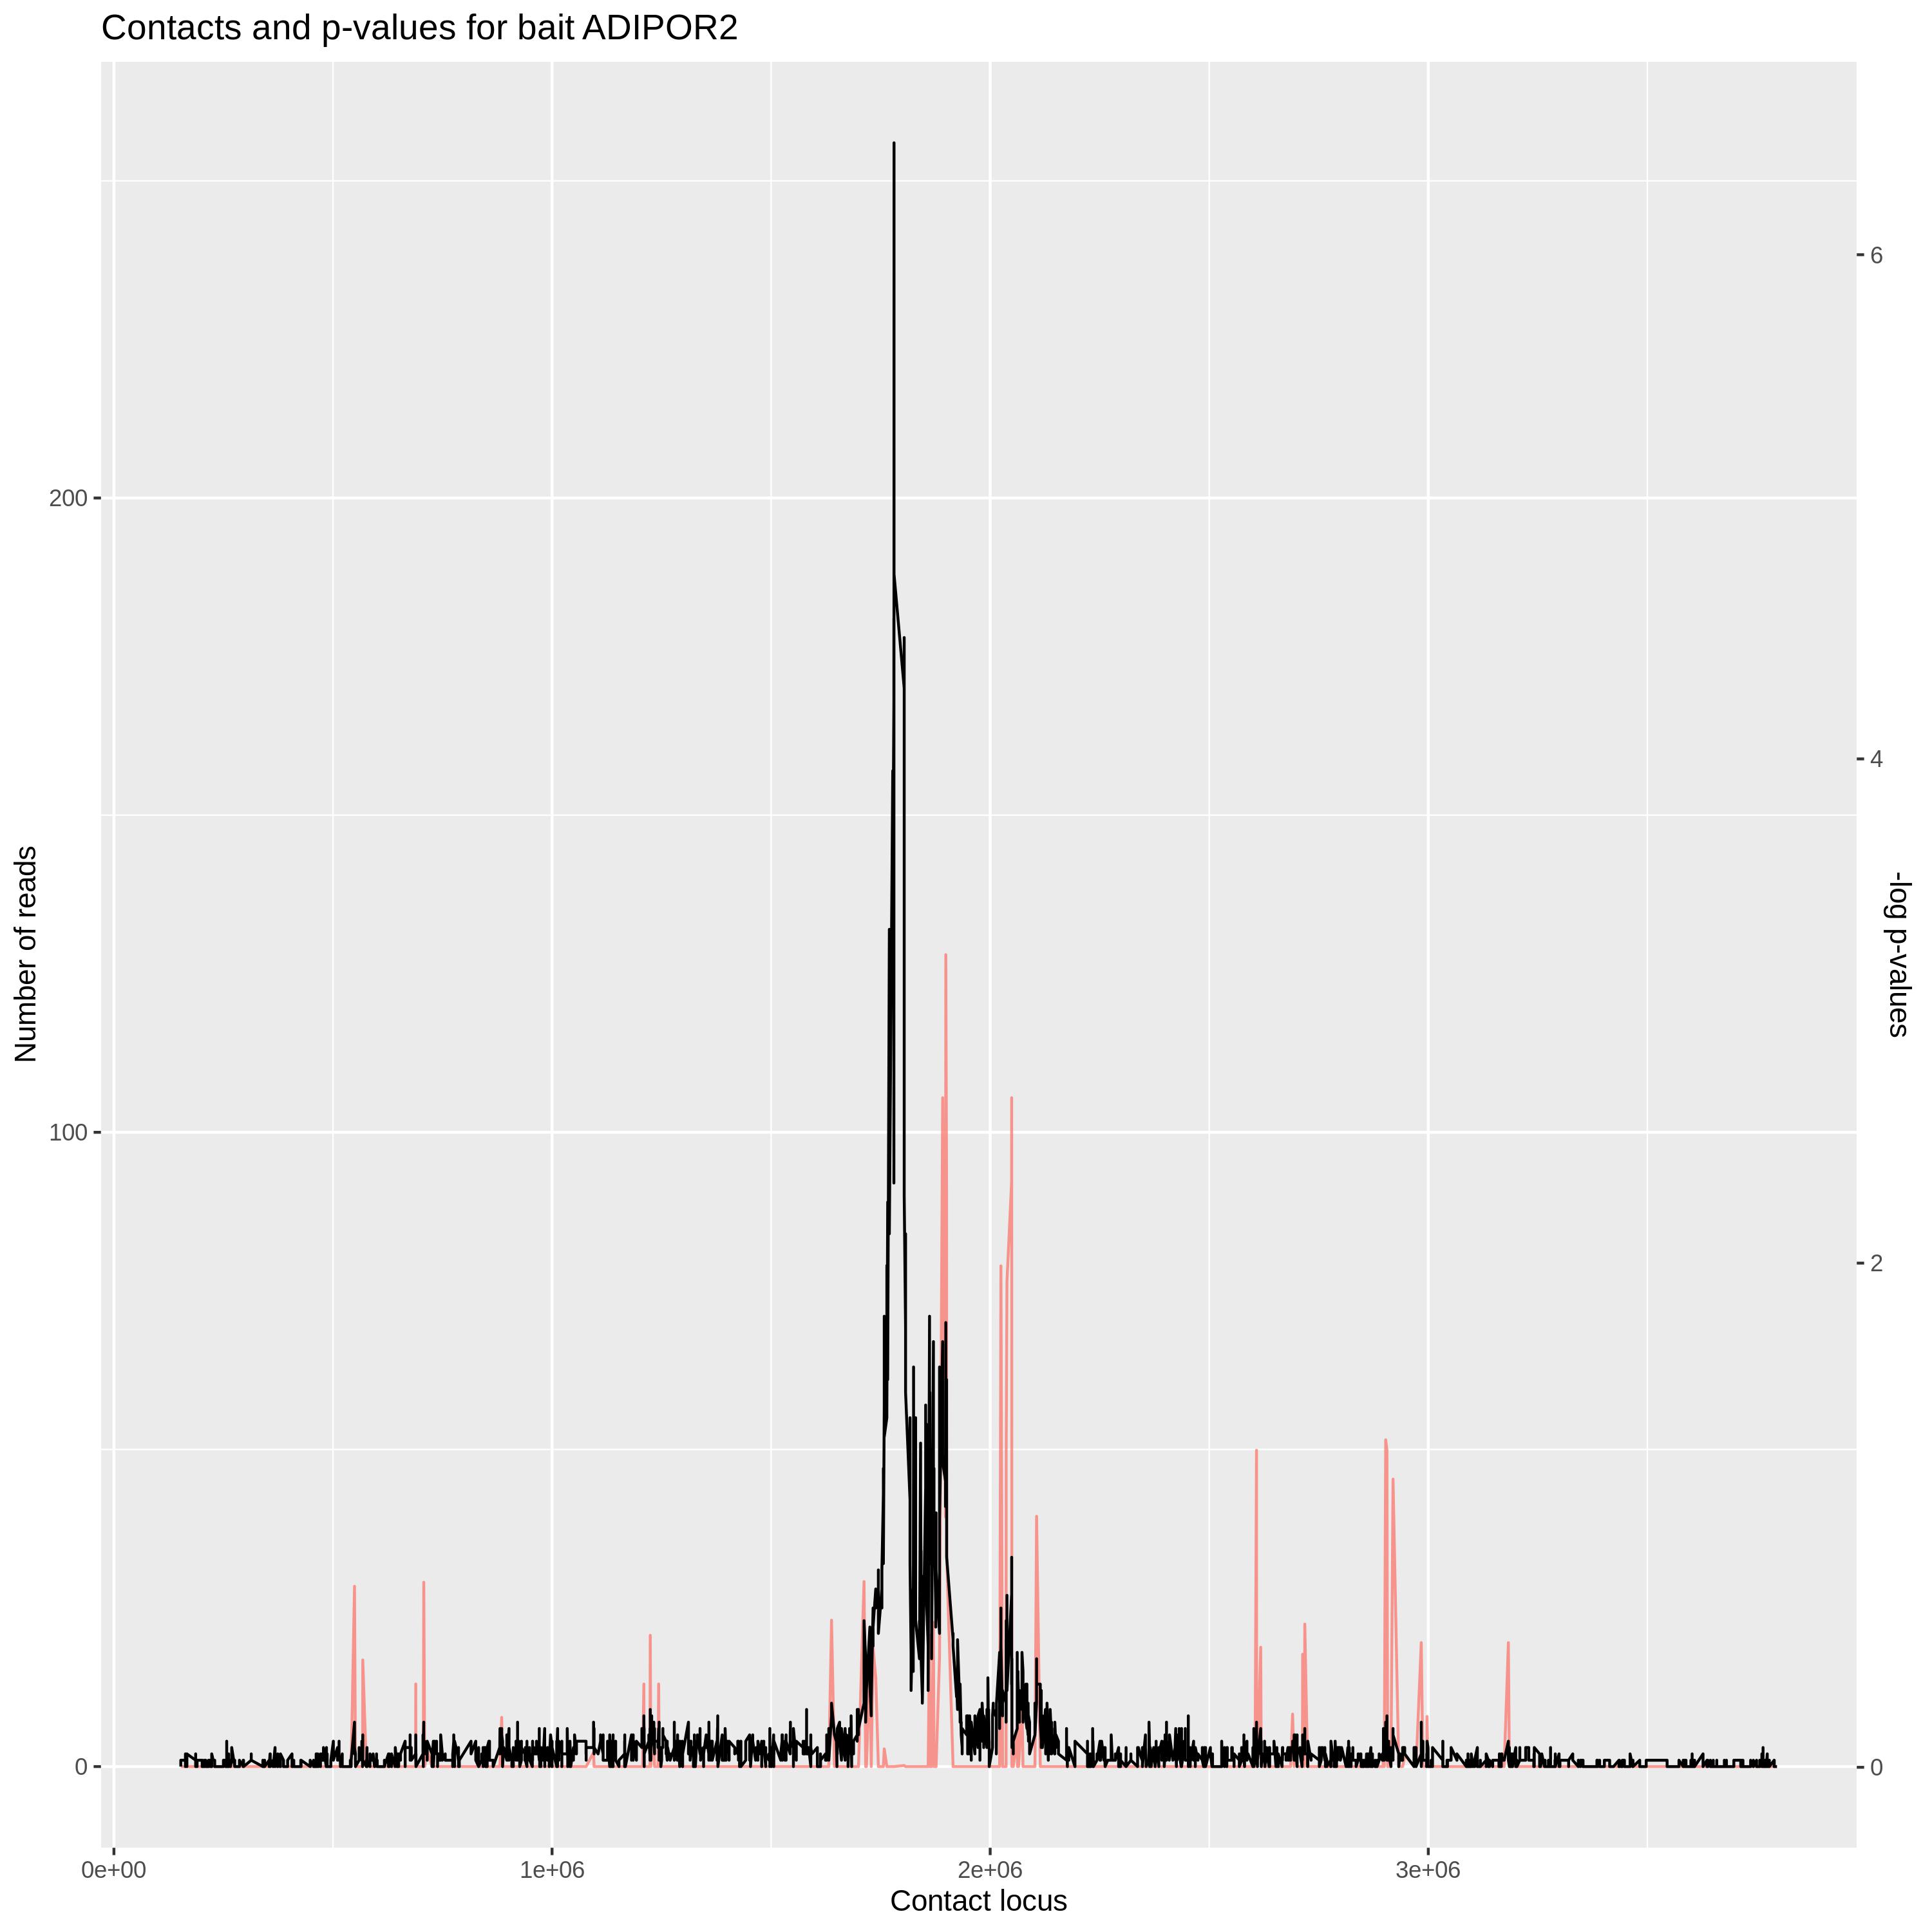 Contacts and p-values for bait ADIPOR2
200
100
0
Number of reads
6
4
2
0
-log p-values
0e+00
1e+06
2e+06
3e+06
Contact locus